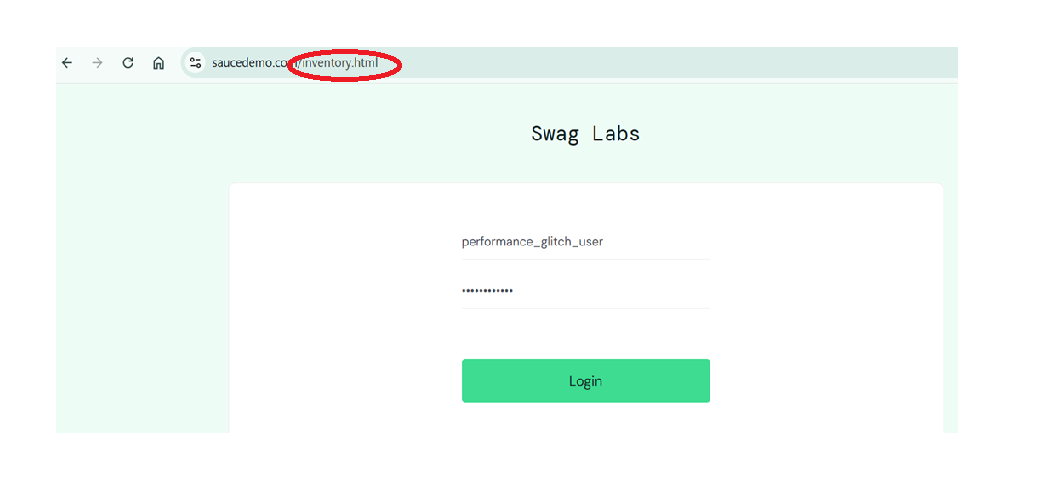 saucedemo.com/inventory.html
Swag Labs
performance_glitch_user
••••••••••••
Login